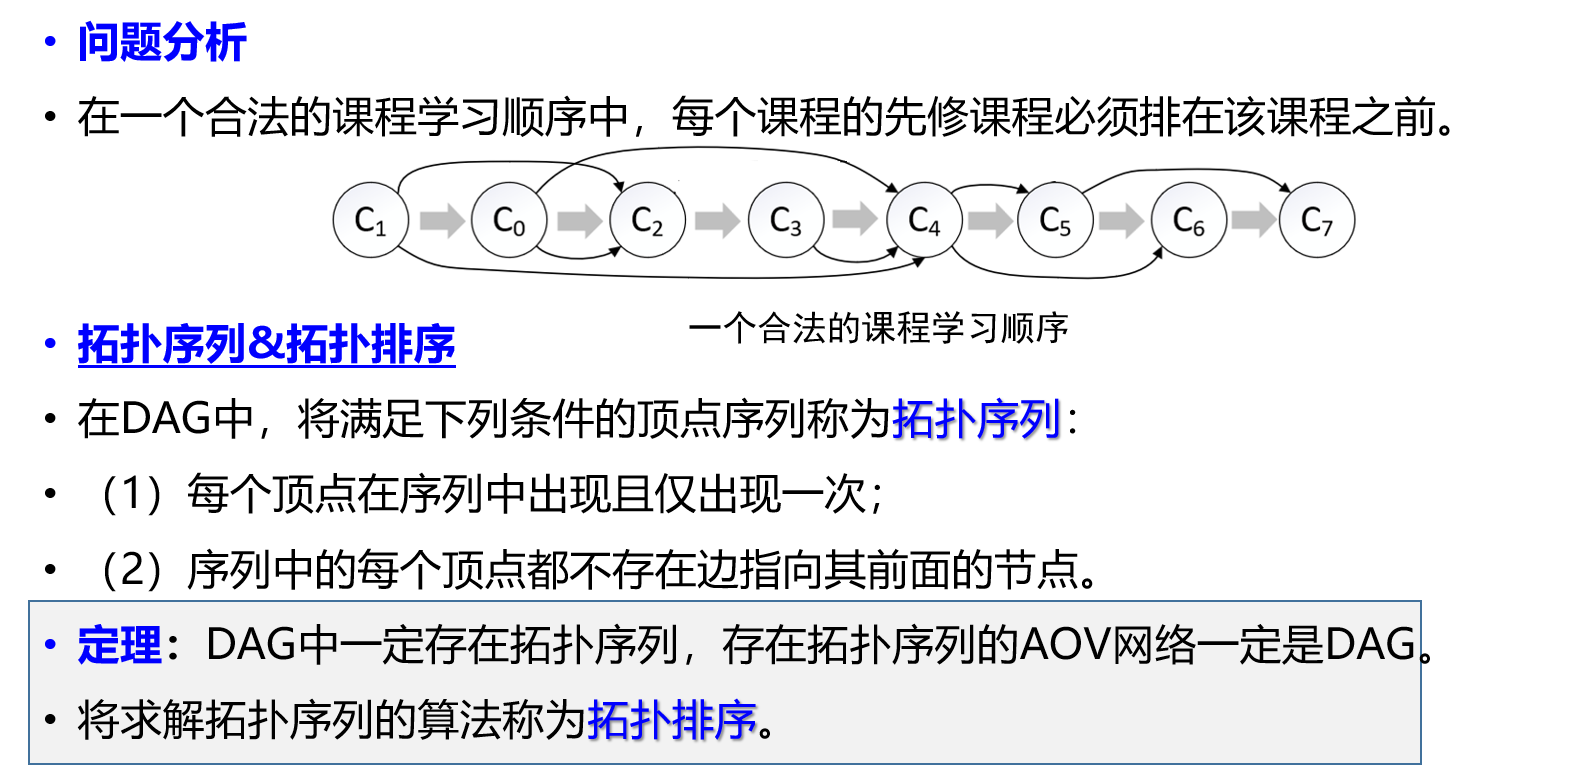 • 问题分析
• 在一个合法的课程学习顺序中，每个课程的先修课程必须排在该课程之前。
C₁ C₀ C₂ C₃ C₄ C₅ C₆ C₇
一个合法的课程学习顺序
• 拓扑序列&拓扑排序
• 在DAG中，将满足下列条件的顶点序列称为拓扑序列：
• （1）每个顶点在序列中出现且仅出现一次；
• （2）序列中的每个顶点都不存在边指向其前面的节点。
• 定理：DAG中一定存在拓扑序列，存在拓扑序列的AOV网络一定是DAG。
• 将求解拓扑序列的算法称为拓扑排序。